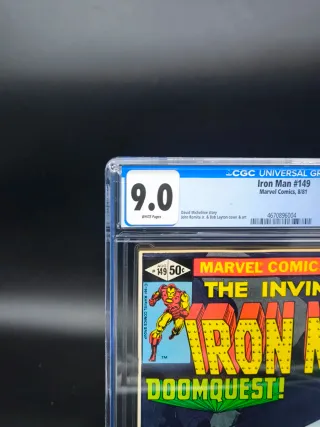 CGC UNIVERSAL GR
9.0
WHITE Pages
Iron Man #149
Marvel Comics, 8/81
David Michelinie story
John Romita Jr. & Bob Layton cover & art
4670896004
MARVEL COMIC
149
50¢
THE INVIN
IRON M
DOOMQUEST!